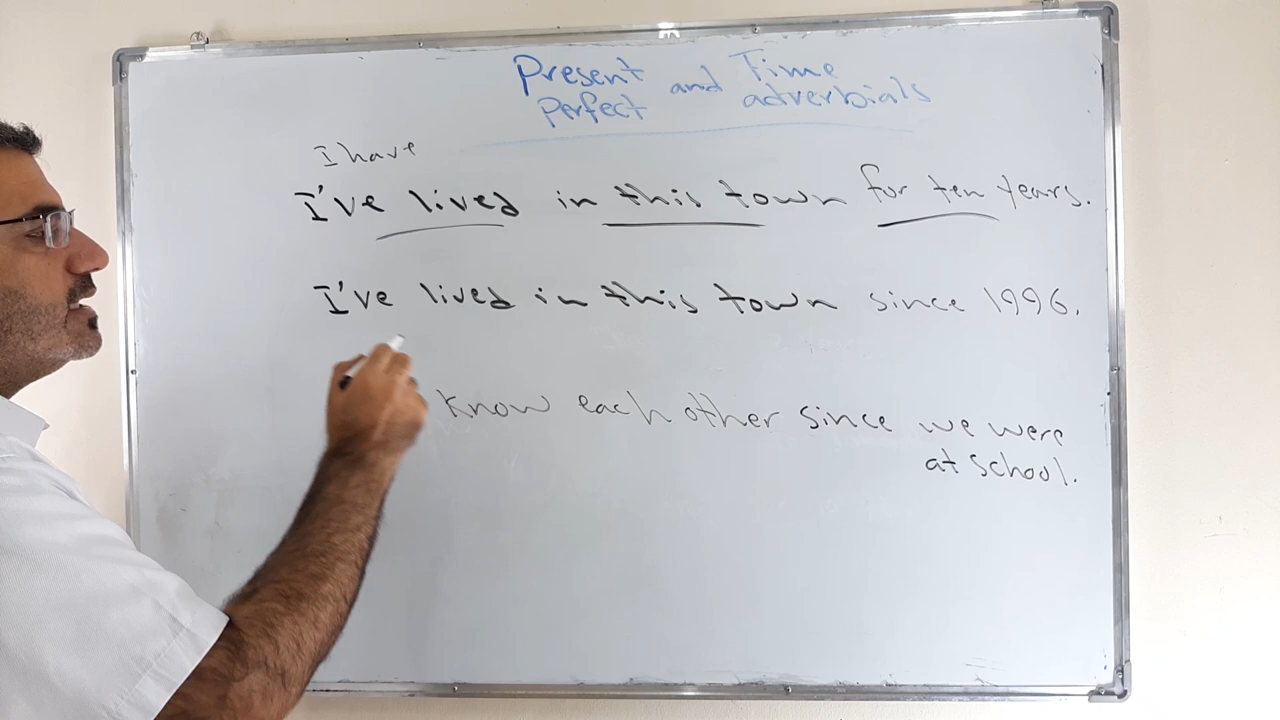 Present and Time
Perfect adverbials
I have
I've lived in this town for ten years.
I've lived in this town since 1996.
know each other since we were
at school.